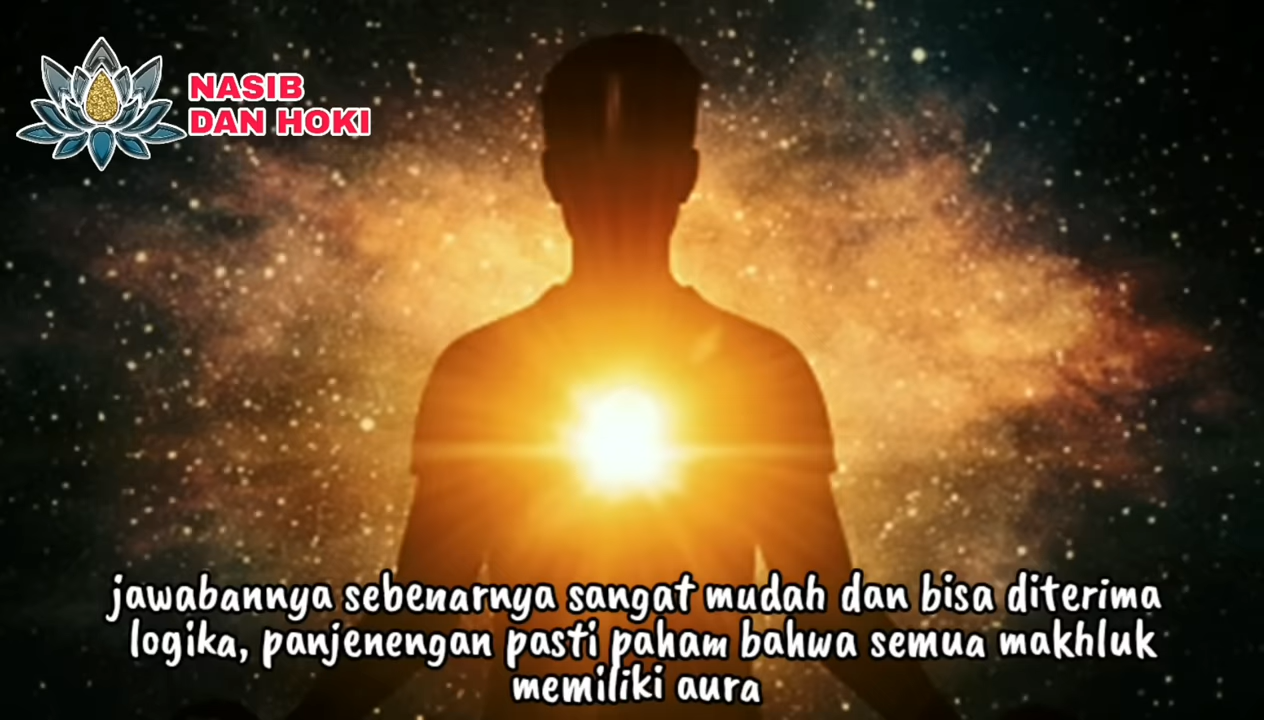 NASIB
DAN HOKI
jawabannya sebenarnya sangat mudah dan bisa diterima
logika, panjenengan pasti paham bahwa semua makhluk
memiliki aura